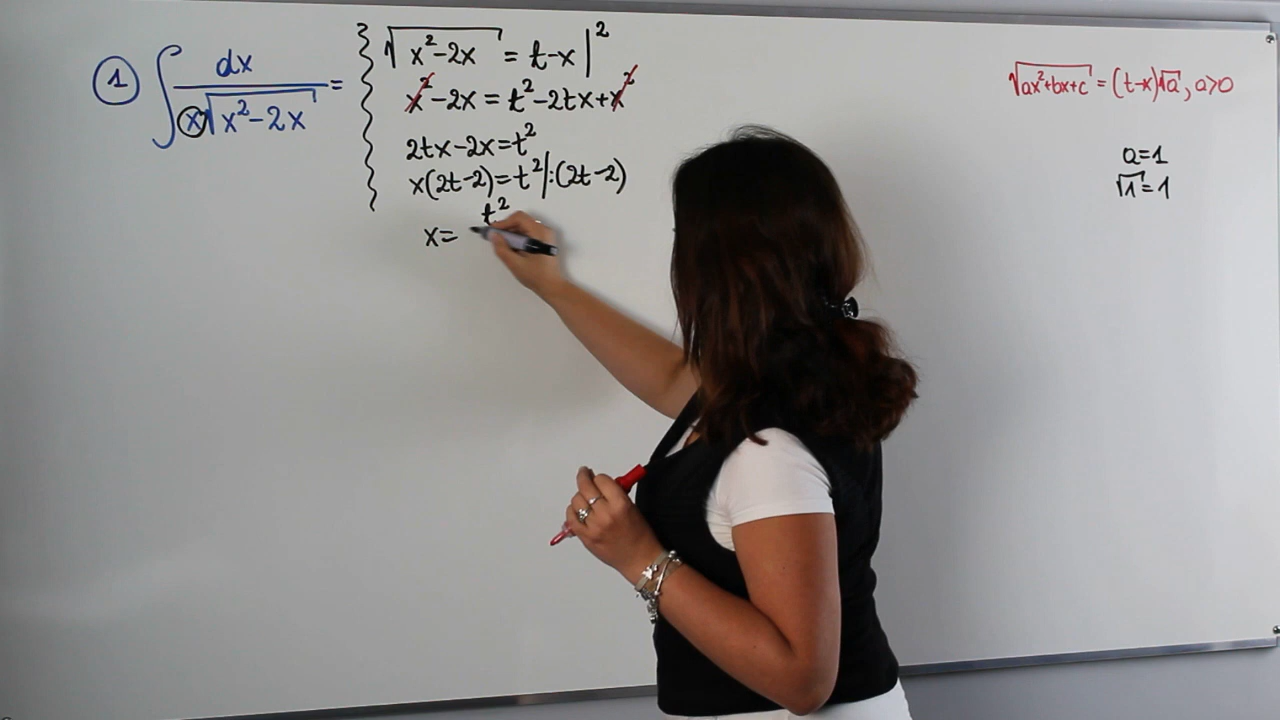 ① ∫ dx / (x√(x²-2x)) =
√(x²-2x) = t-x |²
x² -2x = t² -2tx+x²
2tx-2x=t²
x(2t-2)=t² |:(2t-2)
x= t²
√(ax²+bx+c) = (t-x)√a, a>0
a=1
√1 = 1